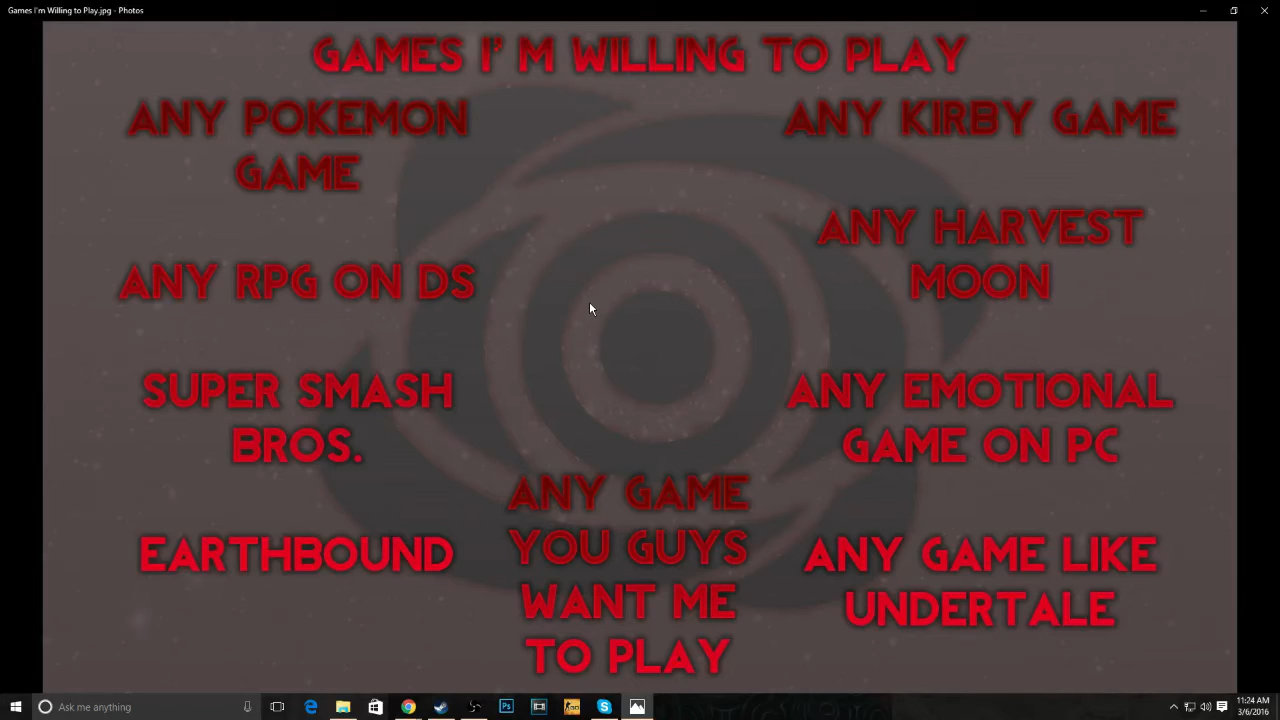 Games I'm Willing to Play.jpg - Photos
GAMES I'M WILLING TO PLAY
ANY POKEMON
GAME
ANY RPG ON DS
SUPER SMASH
BROS.
EARTHBOUND
ANY GAME
YOU GUYS
WANT ME
TO PLAY
ANY KIRBY GAME
ANY HARVEST
MOON
ANY EMOTIONAL
GAME ON PC
ANY GAME LIKE
UNDERTALE
Ask me anything
11:24 AM
3/6/2016